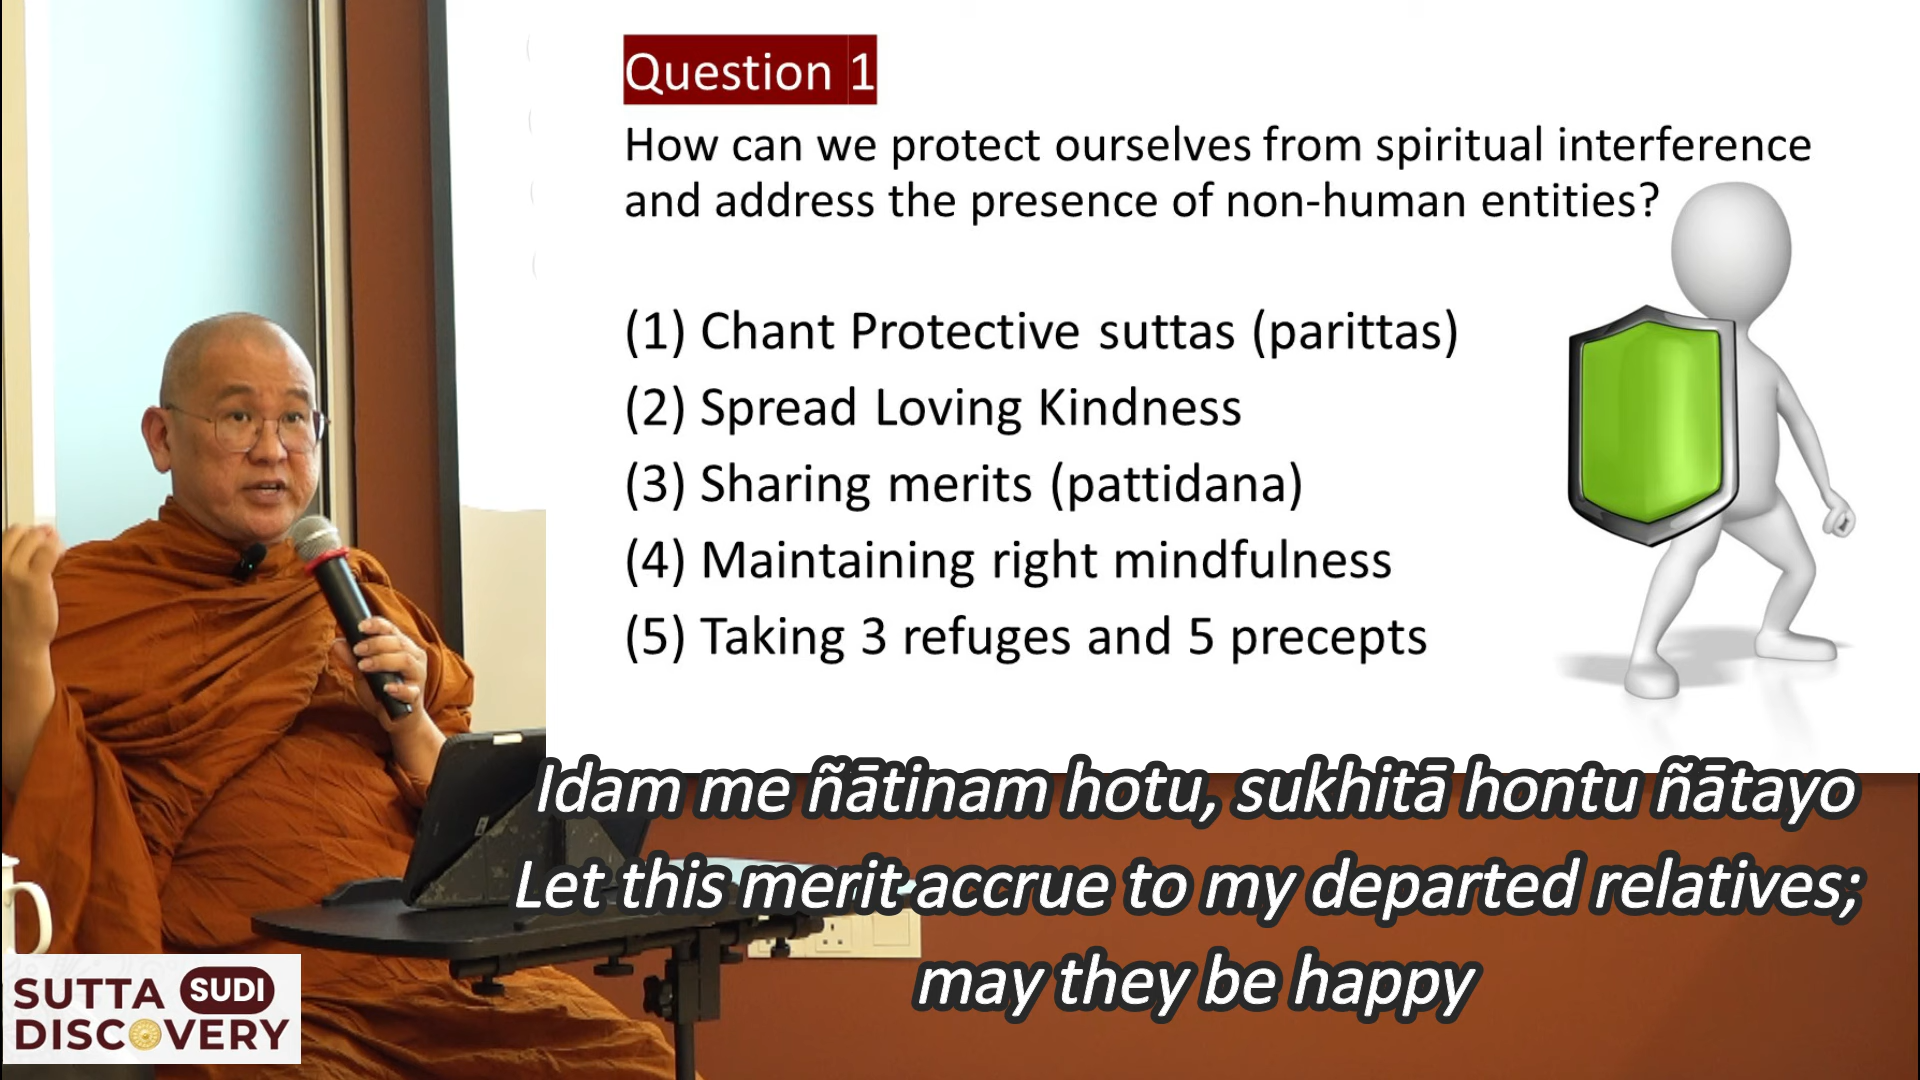 Question 1
How can we protect ourselves from spiritual interference
and address the presence of non-human entities?
(1) Chant Protective suttas (parittas)
(2) Spread Loving Kindness
(3) Sharing merits (pattidana)
(4) Maintaining right mindfulness
(5) Taking 3 refuges and 5 precepts
Idam me ñātinam hotu, sukhitā hontu ñātayo
Let this merit accrue to my departed relatives;
may they be happy
SUTTA SUDI
DISCOVERY